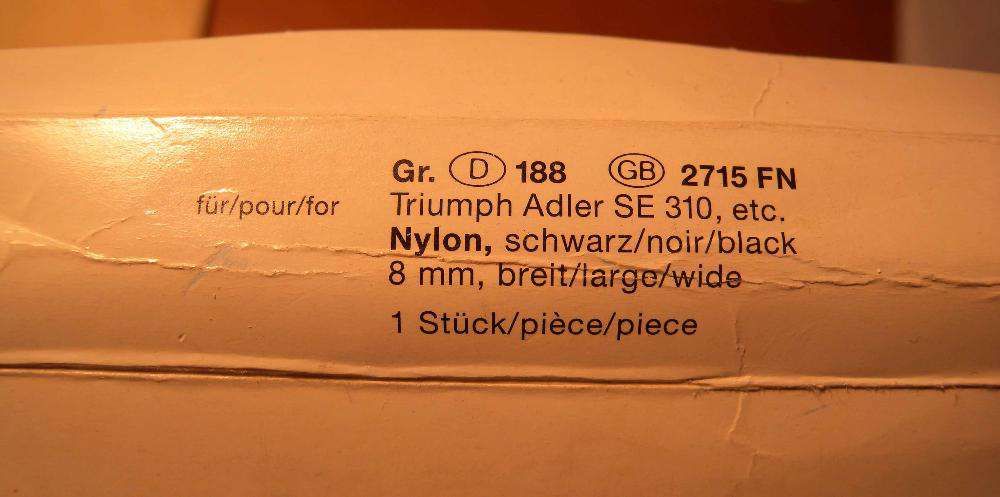 Gr. D 188 GB 2715 FN
für/pour/for Triumph Adler SE 310, etc.
Nylon, schwarz/noir/black
8 mm, breit/large/wide
1 Stück/pièce/piece